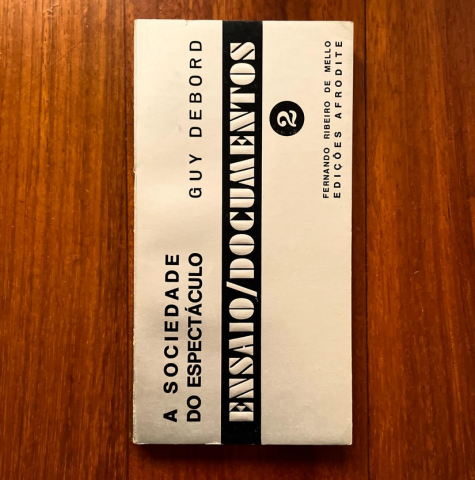 A SOCIEDADE
DO ESPECTÁCULO
GUY DEBORD
ENSAIO/DOCUMENTOS
2
FERNANDO RIBEIRO DE MELLO
EDIÇÕES AFRODITE